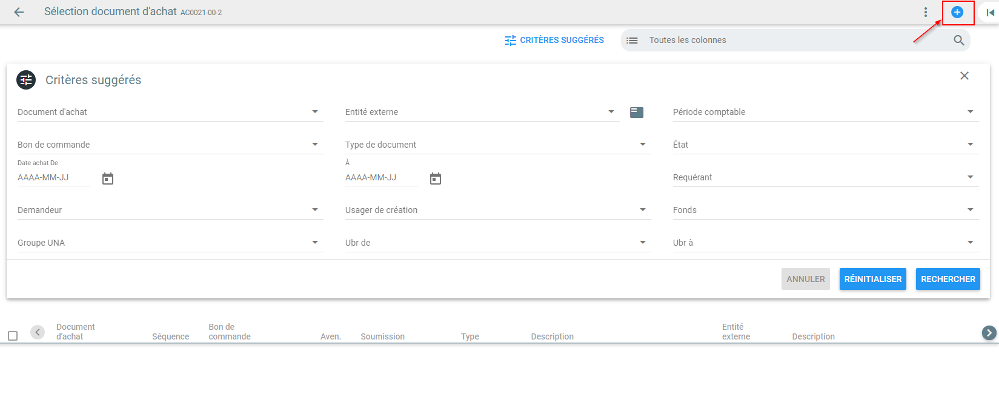 Sélection document d'achat AC0021-00-2
CRITÈRES SUGGÉRÉS
Toutes les colonnes
Critères suggérés
Document d'achat
Entité externe
Période comptable
Bon de commande
Type de document
État
Date achat De
À
AAAA-MM-JJ
AAAA-MM-JJ
Requérant
Demandeur
Usager de création
Fonds
Groupe UNA
Ubr de
Ubr à
ANNULER
RÉINITIALISER
RECHERCHER
Document
d'achat
Séquence
Bon de
commande
Aven.
Soumission
Type
Description
Entité
externe
Description